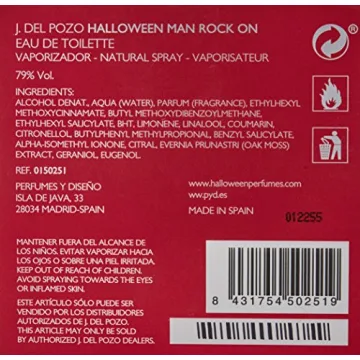 J. DEL POZO HALLOWEEN MAN ROCK ON
EAU DE TOILETTE
VAPORIZADOR - NATURAL SPRAY - VAPORISATEUR
79% Vol.
INGREDIENTS:
ALCOHOL DENAT., AQUA (WATER), PARFUM (FRAGRANCE), ETHYLHEXYL
METHOXYCINNAMATE, BUTYL METHOXYDIBENZOYLMETHANE,
ETHYLHEXYL SALICYLATE, BHT, LIMONENE, LINALOOL, COUMARIN,
CITRONELLOL, BUTYLPHENYL METHYLPROPIONAL, BENZYL SALICYLATE,
ALPHA-ISOMETHYL IONONE, CITRAL, EVERNIA PRUNASTRI (OAK MOSS)
EXTRACT, GERANIOL, EUGENOL.
REF. 0150251
PERFUMES Y DISEÑO
ISLA DE JAVA, 33
28034 MADRID-SPAIN
www.halloweenperfumes.com
www.pyd.es
MADE IN SPAIN
012255
MANTENER FUERA DEL ALCANCE DE
LOS NIÑOS. EVITAR VAPORIZAR HACIA
LOS OJOS O SOBRE UNA PIEL IRRITADA.
KEEP OUT OF REACH OF CHILDREN.
AVOID SPRAYING TOWARDS THE EYES
OR INFLAMED SKIN.
ESTE ARTÍCULO SÓLO PUEDE SER
VENDIDO POR LOS DISTRIBUIDORES
AUTORIZADOS DE J. DEL POZO.
THIS ARTICLE MAY ONLY BE SOLD
BY AUTHORIZED J. DEL POZO DEALERS.
8 431754 502519